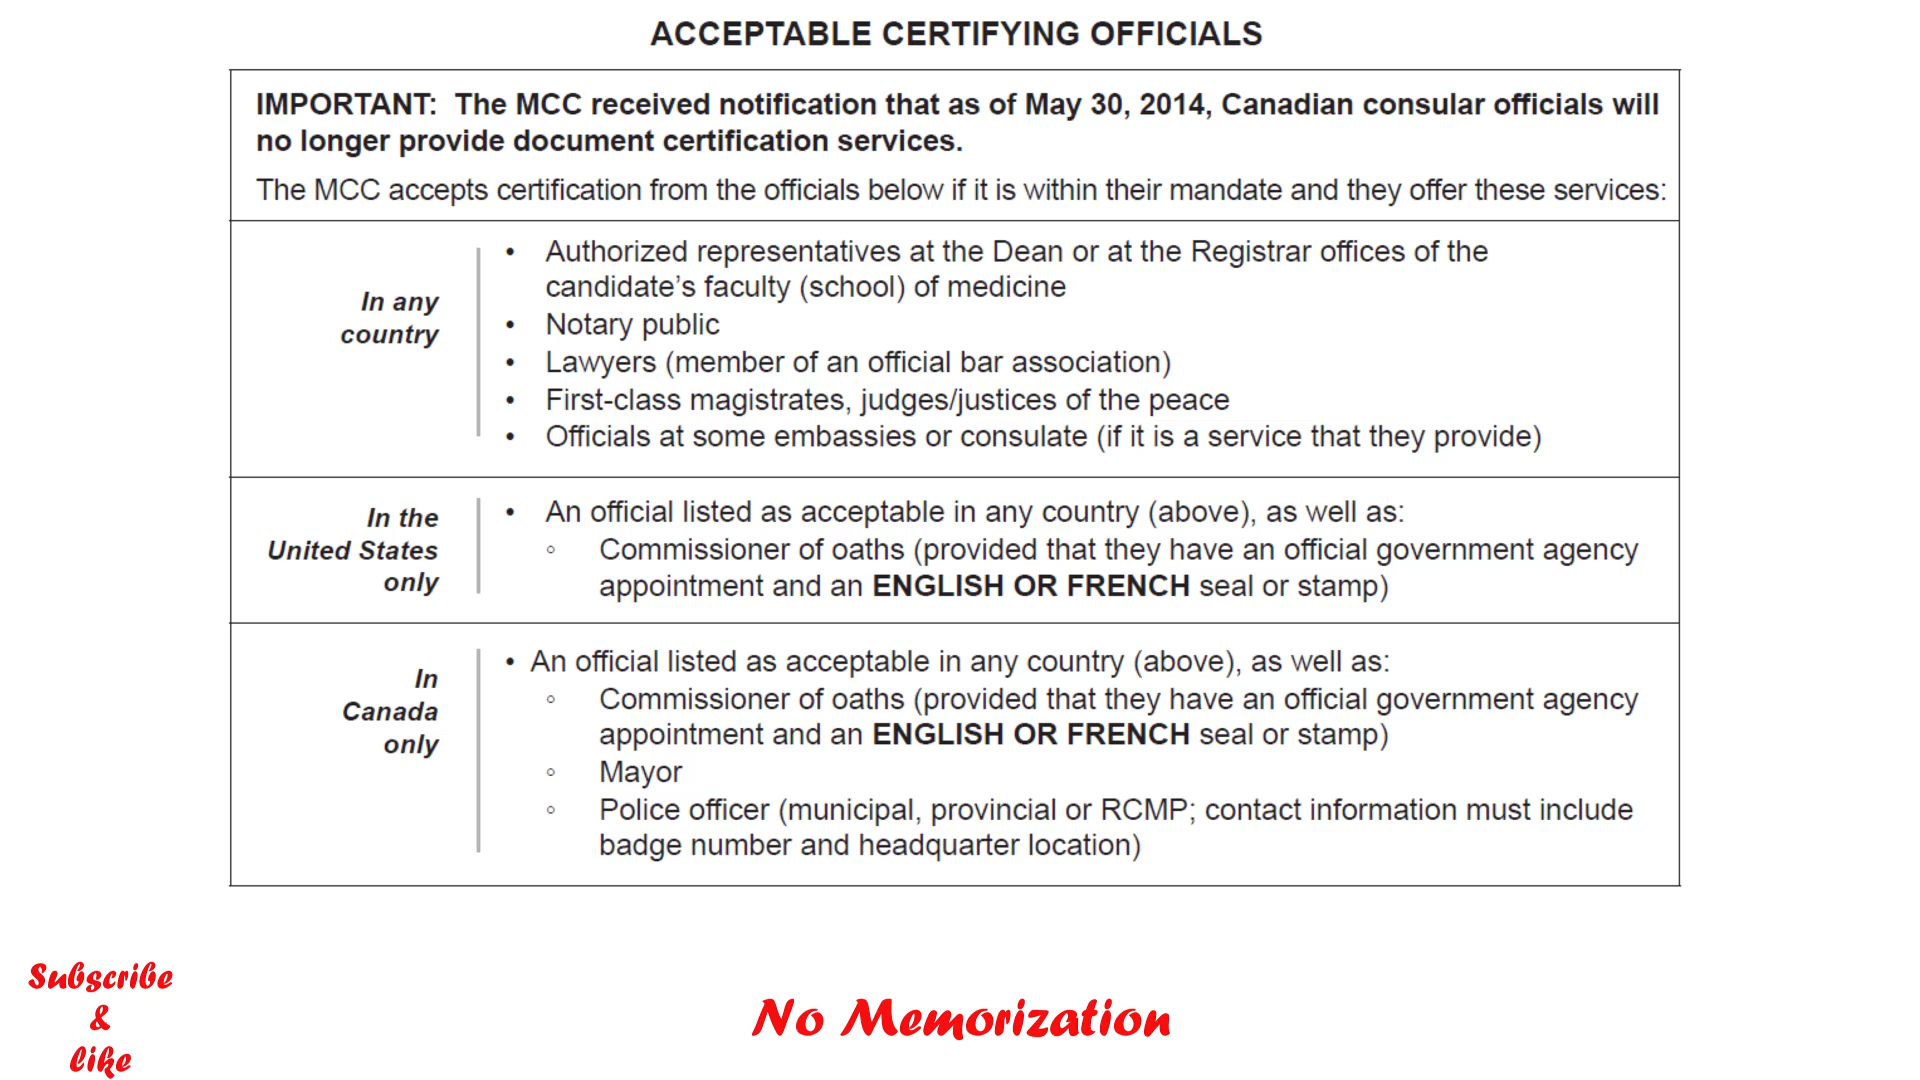 ACCEPTABLE CERTIFYING OFFICIALS
IMPORTANT: The MCC received notification that as of May 30, 2014, Canadian consular officials will
no longer provide document certification services.
The MCC accepts certification from the officials below if it is within their mandate and they offer these services:
In any
country
• Authorized representatives at the Dean or at the Registrar offices of the
candidate’s faculty (school) of medicine
• Notary public
• Lawyers (member of an official bar association)
• First-class magistrates, judges/justices of the peace
• Officials at some embassies or consulate (if it is a service that they provide)
In the
United States
only
• An official listed as acceptable in any country (above), as well as:
◦ Commissioner of oaths (provided that they have an official government agency
appointment and an ENGLISH OR FRENCH seal or stamp)
In
Canada
only
• An official listed as acceptable in any country (above), as well as:
◦ Commissioner of oaths (provided that they have an official government agency
appointment and an ENGLISH OR FRENCH seal or stamp)
◦ Mayor
◦ Police officer (municipal, provincial or RCMP; contact information must include
badge number and headquarter location)
Subscribe
&
like
No Memorization